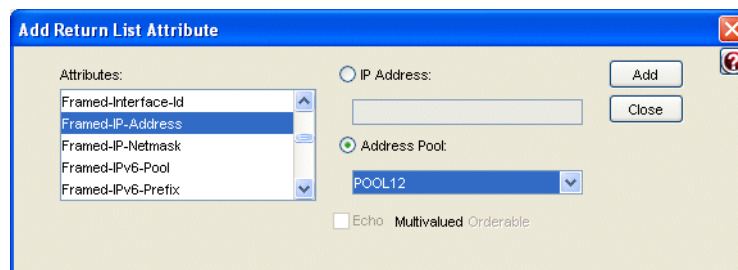 Add Return List Attribute
Attributes:
Framed-Interface-Id
Framed-IP-Address
Framed-IP-Netmask
Framed-IPv6-Pool
Framed-IPv6-Prefix
IP Address:
Address Pool:
POOL12
Echo Multivalued Orderable
Add
Close
?